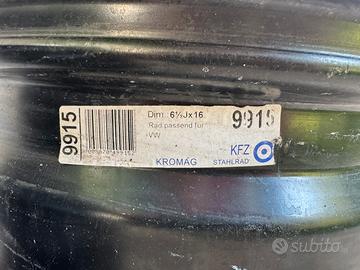 9915
Dim. 6½Jx16
Rad passend für
VW
9915
KFZ
KROMAG STAHLRAD
subito